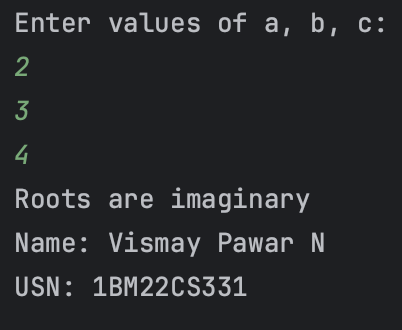 Enter values of a, b, c:
2
3
4
Roots are imaginary
Name: Vismay Pawar N
USN: 1BM22CS331